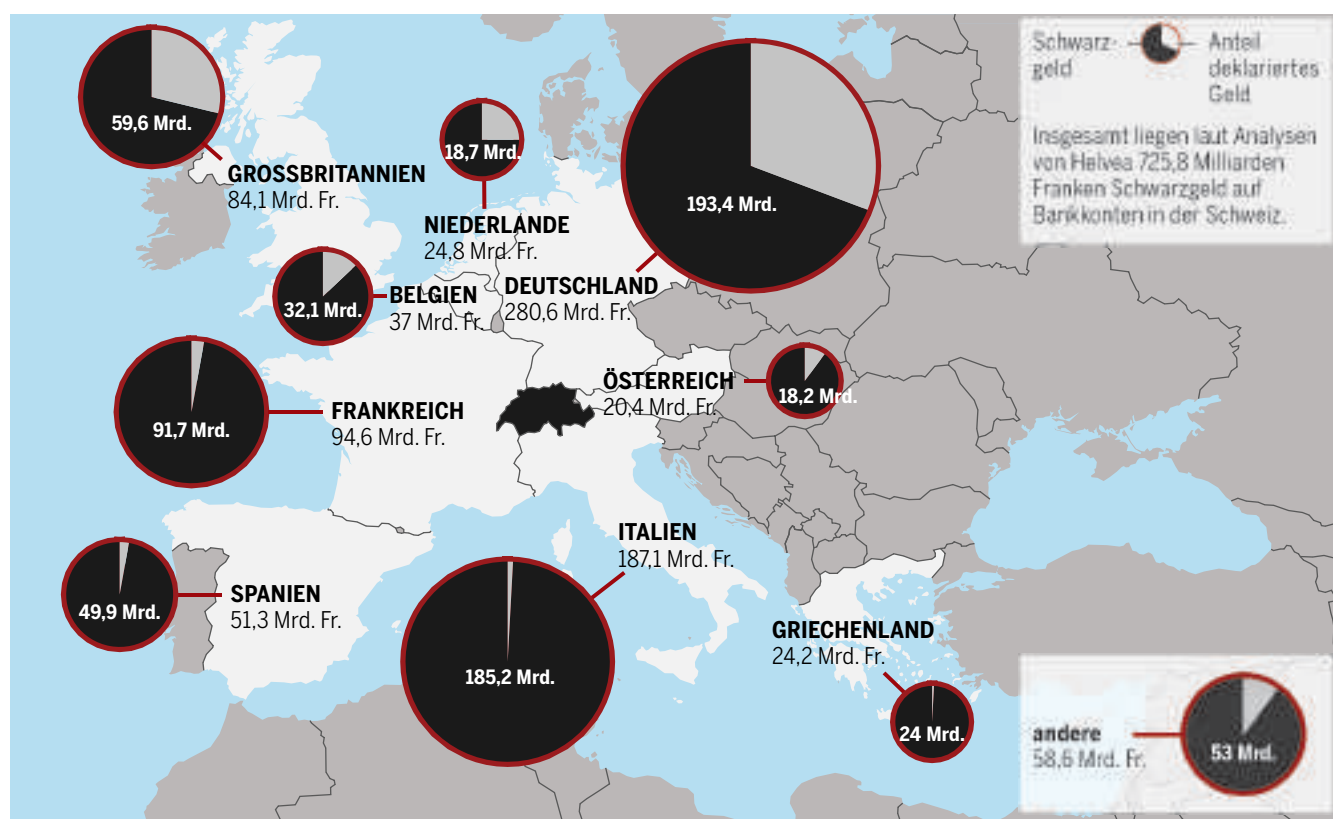 59,6 Mrd.
GROSSBRITANNIEN
84,1 Mrd. Fr.
18,7 Mrd.
NIEDERLANDE
24,8 Mrd. Fr.
193,4 Mrd.
DEUTSCHLAND
280,6 Mrd. Fr.
Schwarz-
geld
Anteil
deklariertes
Geld
Insgesamt liegen laut Analysen
von Helvea 725,8 Milliarden
Franken Schwarzgeld auf
Bankkonten in der Schweiz.
32,1 Mrd.
BELGIEN
37 Mrd. Fr.
91,7 Mrd.
FRANKREICH
94,6 Mrd. Fr.
ÖSTERREICH
20,4 Mrd. Fr.
18,2 Mrd.
49,9 Mrd.
SPANIEN
51,3 Mrd. Fr.
ITALIEN
187,1 Mrd. Fr.
185,2 Mrd.
GRIECHENLAND
24,2 Mrd. Fr.
24 Mrd.
andere
58,6 Mrd. Fr.
53 Mrd.